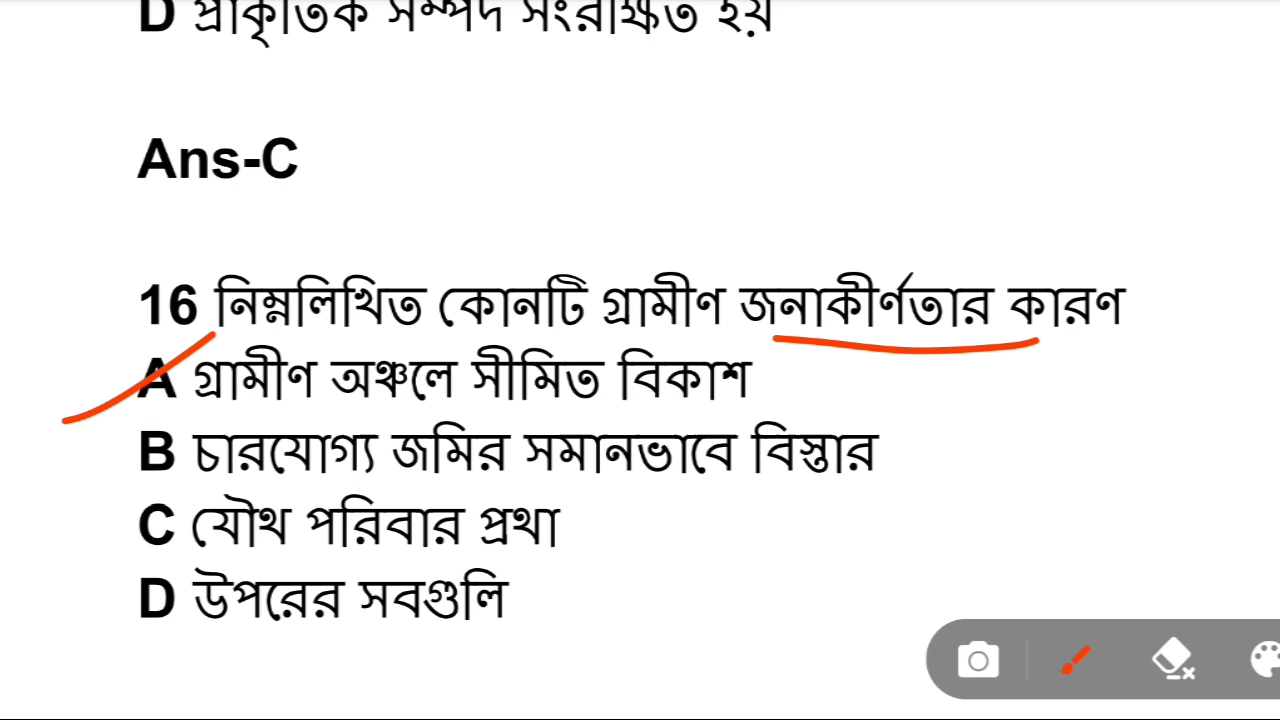 D প্রাকৃতিক সম্পদ সংরক্ষিত হয়
Ans-C
16 নিম্নলিখিত কোনটি গ্রামীণ জনাকীর্ণতার কারণ
A গ্রামীণ অঞ্চলে সীমিত বিকাশ
B চারযোগ্য জমির সমানভাবে বিস্তার
C যৌথ পরিবার প্রথা
D উপরের সবগুলি